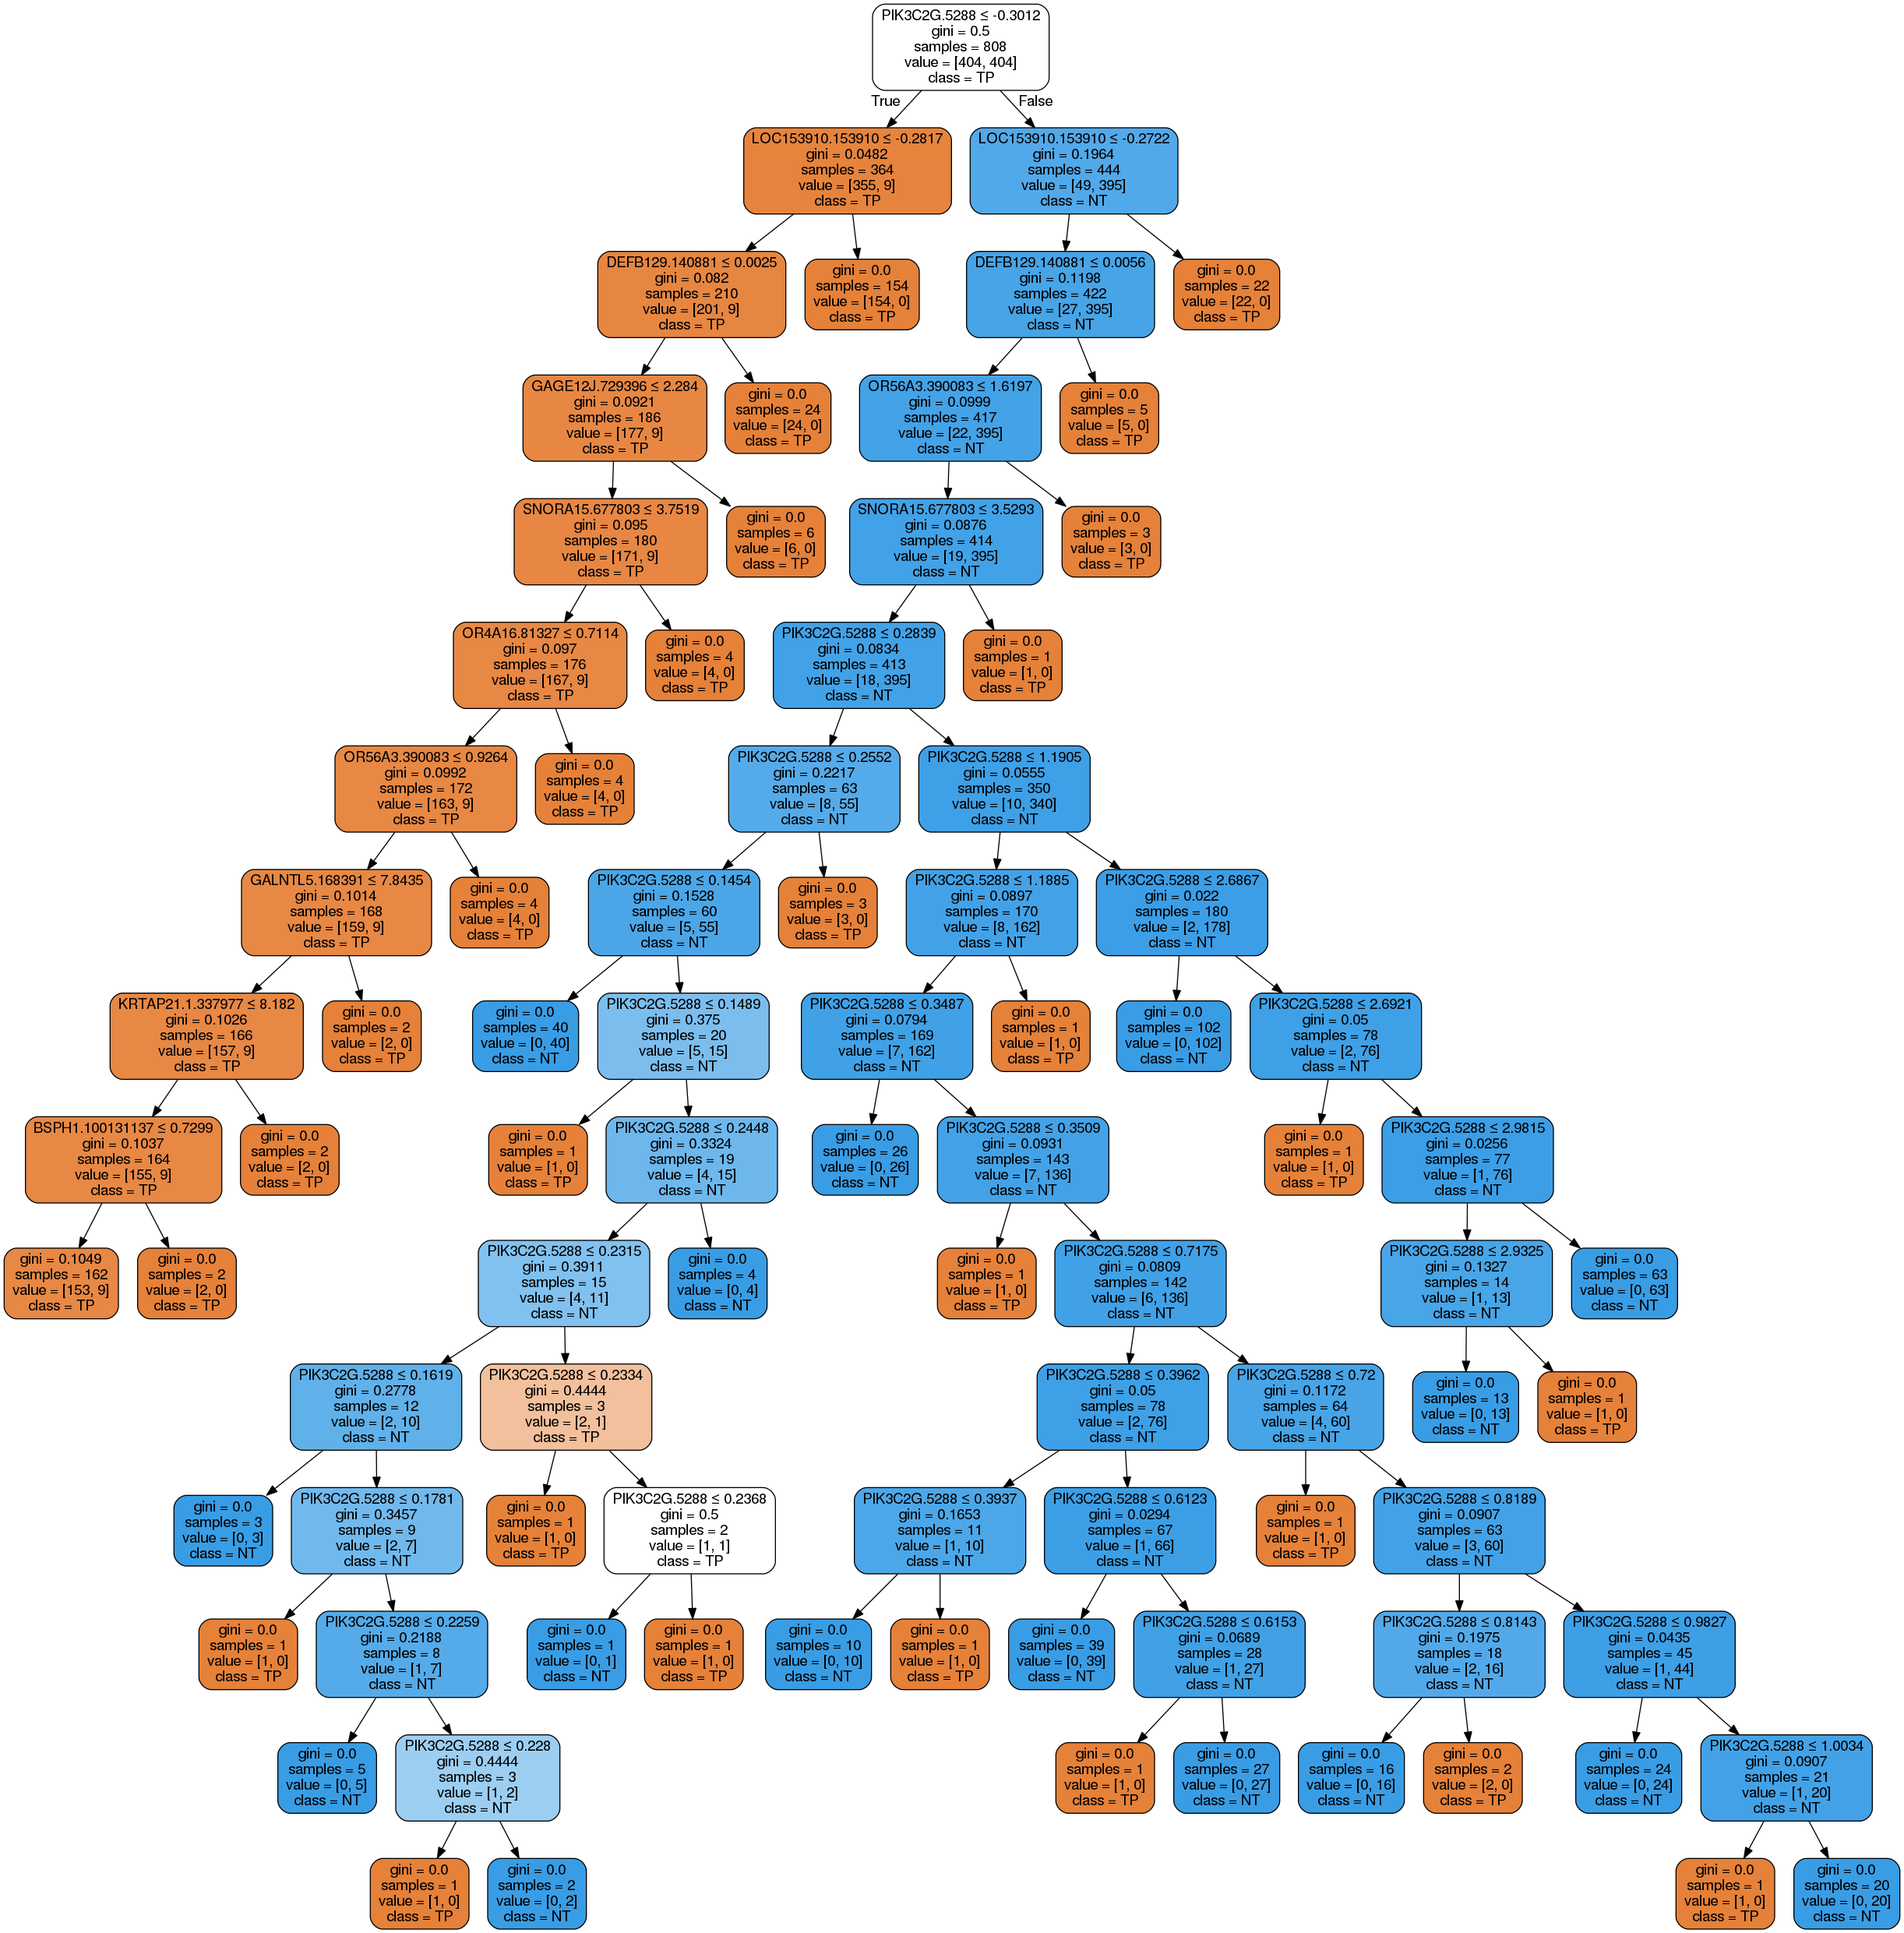 PIK3C2G.5288 ≤ -0.3012
gini = 0.5
samples = 808
value = [404, 404]
class = TP
True
False
LOC153910.153910 ≤ -0.2817
gini = 0.0482
samples = 364
value = [355, 9]
class = TP
LOC153910.153910 ≤ -0.2722
gini = 0.1964
samples = 444
value = [49, 395]
class = NT
DEFB129.140881 ≤ 0.0025
gini = 0.082
samples = 210
value = [201, 9]
class = TP
gini = 0.0
samples = 154
value = [154, 0]
class = TP
DEFB129.140881 ≤ 0.0056
gini = 0.1198
samples = 422
value = [27, 395]
class = NT
gini = 0.0
samples = 22
value = [22, 0]
class = TP
GAGE12J.729396 ≤ 2.284
gini = 0.0921
samples = 186
value = [177, 9]
class = TP
gini = 0.0
samples = 24
value = [24, 0]
class = TP
OR56A3.390083 ≤ 1.6197
gini = 0.0999
samples = 417
value = [22, 395]
class = NT
gini = 0.0
samples = 5
value = [5, 0]
class = TP
SNORA15.677803 ≤ 3.7519
gini = 0.095
samples = 180
value = [171, 9]
class = TP
gini = 0.0
samples = 6
value = [6, 0]
class = TP
SNORA15.677803 ≤ 3.5293
gini = 0.0876
samples = 414
value = [19, 395]
class = NT
gini = 0.0
samples = 3
value = [3, 0]
class = TP
OR4A16.81327 ≤ 0.7114
gini = 0.097
samples = 176
value = [167, 9]
class = TP
gini = 0.0
samples = 4
value = [4, 0]
class = TP
PIK3C2G.5288 ≤ 0.2839
gini = 0.0834
samples = 413
value = [18, 395]
class = NT
gini = 0.0
samples = 1
value = [1, 0]
class = TP
OR56A3.390083 ≤ 0.9264
gini = 0.0992
samples = 172
value = [163, 9]
class = TP
gini = 0.0
samples = 4
value = [4, 0]
class = TP
PIK3C2G.5288 ≤ 0.2552
gini = 0.2217
samples = 63
value = [8, 55]
class = NT
PIK3C2G.5288 ≤ 1.1905
gini = 0.0555
samples = 350
value = [10, 340]
class = NT
GALNTL5.168391 ≤ 7.8435
gini = 0.1014
samples = 168
value = [159, 9]
class = TP
gini = 0.0
samples = 4
value = [4, 0]
class = TP
PIK3C2G.5288 ≤ 0.1454
gini = 0.1528
samples = 60
value = [5, 55]
class = NT
gini = 0.0
samples = 3
value = [3, 0]
class = TP
PIK3C2G.5288 ≤ 1.1885
gini = 0.0897
samples = 170
value = [8, 162]
class = NT
PIK3C2G.5288 ≤ 2.6867
gini = 0.022
samples = 180
value = [2, 178]
class = NT
KRTAP21.1.337977 ≤ 8.182
gini = 0.1026
samples = 166
value = [157, 9]
class = TP
gini = 0.0
samples = 2
value = [2, 0]
class = TP
gini = 0.0
samples = 40
value = [0, 40]
class = NT
PIK3C2G.5288 ≤ 0.1489
gini = 0.375
samples = 20
value = [5, 15]
class = NT
PIK3C2G.5288 ≤ 0.3487
gini = 0.0794
samples = 169
value = [7, 162]
class = NT
gini = 0.0
samples = 1
value = [1, 0]
class = TP
gini = 0.0
samples = 102
value = [0, 102]
class = NT
PIK3C2G.5288 ≤ 2.6921
gini = 0.05
samples = 78
value = [2, 76]
class = NT
BSPH1.100131137 ≤ 0.7299
gini = 0.1037
samples = 164
value = [155, 9]
class = TP
gini = 0.0
samples = 2
value = [2, 0]
class = TP
gini = 0.0
samples = 1
value = [1, 0]
class = TP
PIK3C2G.5288 ≤ 0.2448
gini = 0.3324
samples = 19
value = [4, 15]
class = NT
gini = 0.0
samples = 26
value = [0, 26]
class = NT
PIK3C2G.5288 ≤ 0.3509
gini = 0.0931
samples = 143
value = [7, 136]
class = NT
gini = 0.0
samples = 1
value = [1, 0]
class = TP
PIK3C2G.5288 ≤ 2.9815
gini = 0.0256
samples = 77
value = [1, 76]
class = NT
gini = 0.1049
samples = 162
value = [153, 9]
class = TP
gini = 0.0
samples = 2
value = [2, 0]
class = TP
PIK3C2G.5288 ≤ 0.2315
gini = 0.3911
samples = 15
value = [4, 11]
class = NT
gini = 0.0
samples = 4
value = [0, 4]
class = NT
gini = 0.0
samples = 1
value = [1, 0]
class = TP
PIK3C2G.5288 ≤ 0.7175
gini = 0.0809
samples = 142
value = [6, 136]
class = NT
PIK3C2G.5288 ≤ 2.9325
gini = 0.1327
samples = 14
value = [1, 13]
class = NT
gini = 0.0
samples = 63
value = [0, 63]
class = NT
PIK3C2G.5288 ≤ 0.1619
gini = 0.2778
samples = 12
value = [2, 10]
class = NT
PIK3C2G.5288 ≤ 0.2334
gini = 0.4444
samples = 3
value = [2, 1]
class = TP
PIK3C2G.5288 ≤ 0.3962
gini = 0.05
samples = 78
value = [2, 76]
class = NT
PIK3C2G.5288 ≤ 0.72
gini = 0.1172
samples = 64
value = [4, 60]
class = NT
gini = 0.0
samples = 13
value = [0, 13]
class = NT
gini = 0.0
samples = 1
value = [1, 0]
class = TP
gini = 0.0
samples = 3
value = [0, 3]
class = NT
PIK3C2G.5288 ≤ 0.1781
gini = 0.3457
samples = 9
value = [2, 7]
class = NT
gini = 0.0
samples = 1
value = [1, 0]
class = TP
PIK3C2G.5288 ≤ 0.2368
gini = 0.5
samples = 2
value = [1, 1]
class = TP
PIK3C2G.5288 ≤ 0.3937
gini = 0.1653
samples = 11
value = [1, 10]
class = NT
PIK3C2G.5288 ≤ 0.6123
gini = 0.0294
samples = 67
value = [1, 66]
class = NT
gini = 0.0
samples = 1
value = [1, 0]
class = TP
PIK3C2G.5288 ≤ 0.8189
gini = 0.0907
samples = 63
value = [3, 60]
class = NT
gini = 0.0
samples = 1
value = [1, 0]
class = TP
PIK3C2G.5288 ≤ 0.2259
gini = 0.2188
samples = 8
value = [1, 7]
class = NT
gini = 0.0
samples = 1
value = [0, 1]
class = NT
gini = 0.0
samples = 1
value = [1, 0]
class = TP
gini = 0.0
samples = 10
value = [0, 10]
class = NT
gini = 0.0
samples = 1
value = [1, 0]
class = TP
gini = 0.0
samples = 39
value = [0, 39]
class = NT
PIK3C2G.5288 ≤ 0.6153
gini = 0.0689
samples = 28
value = [1, 27]
class = NT
PIK3C2G.5288 ≤ 0.8143
gini = 0.1975
samples = 18
value = [2, 16]
class = NT
PIK3C2G.5288 ≤ 0.9827
gini = 0.0435
samples = 45
value = [1, 44]
class = NT
gini = 0.0
samples = 5
value = [0, 5]
class = NT
PIK3C2G.5288 ≤ 0.228
gini = 0.4444
samples = 3
value = [1, 2]
class = NT
gini = 0.0
samples = 1
value = [1, 0]
class = TP
gini = 0.0
samples = 27
value = [0, 27]
class = NT
gini = 0.0
samples = 16
value = [0, 16]
class = NT
gini = 0.0
samples = 2
value = [2, 0]
class = TP
gini = 0.0
samples = 24
value = [0, 24]
class = NT
PIK3C2G.5288 ≤ 1.0034
gini = 0.0907
samples = 21
value = [1, 20]
class = NT
gini = 0.0
samples = 1
value = [1, 0]
class = TP
gini = 0.0
samples = 2
value = [0, 2]
class = NT
gini = 0.0
samples = 1
value = [1, 0]
class = TP
gini = 0.0
samples = 20
value = [0, 20]
class = NT